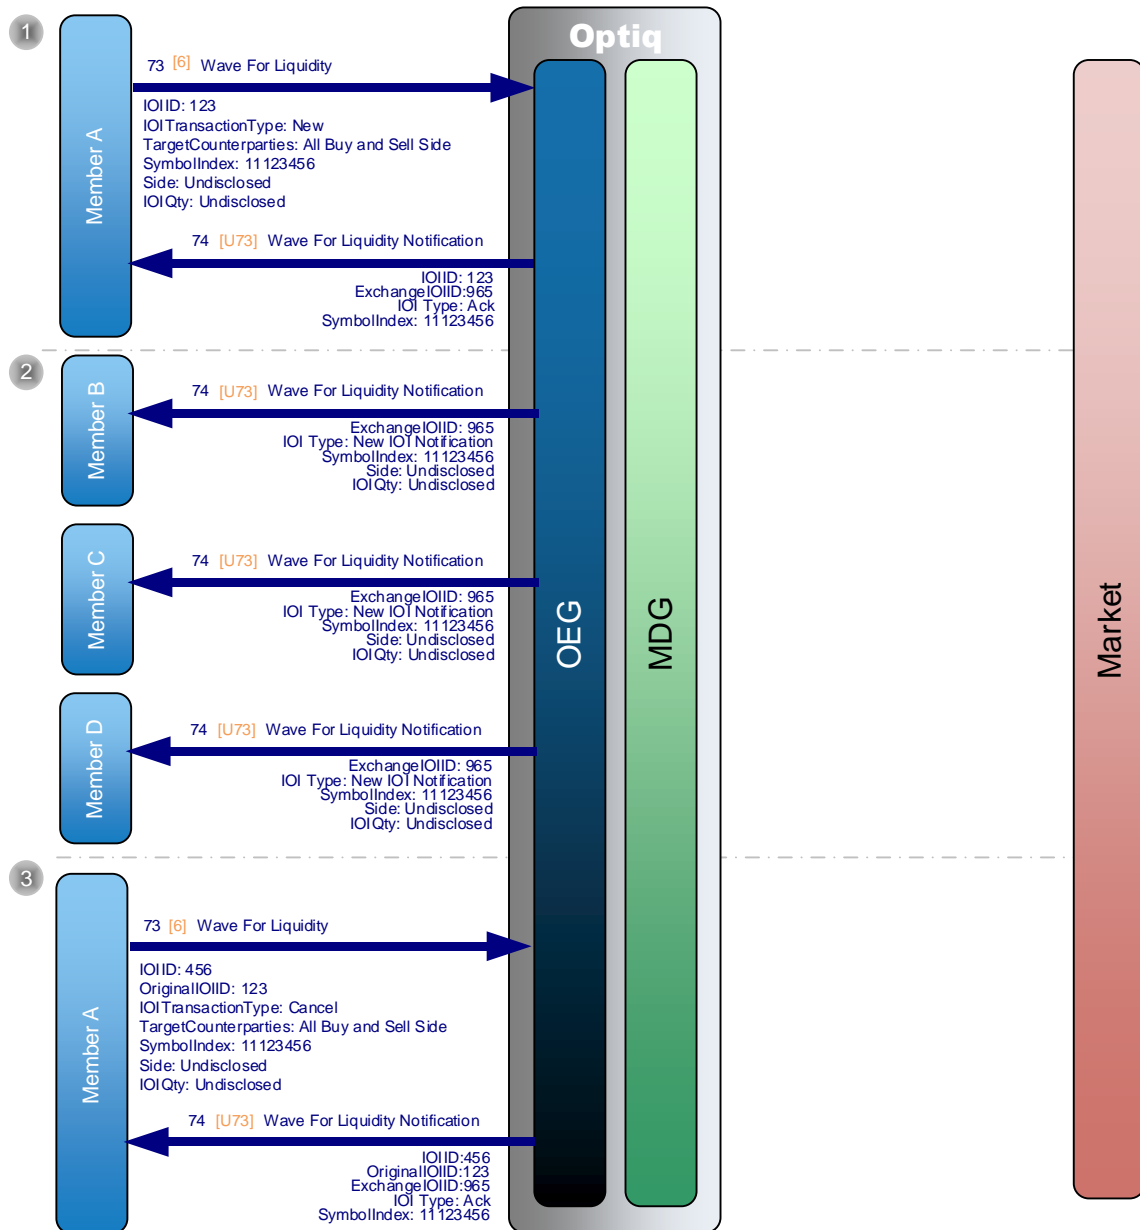 1
Optiq
73 [6] Wave For Liquidity
IOIID: 123
IOITransactionType: New
TargetCounterparties: All Buy and Sell Side
SymbolIndex: 11123456
Side: Undisclosed
IOIQty: Undisclosed
Member A
74 [U73] Wave For Liquidity Notification
IOIID: 123
ExchangeIOIID:965
IOI Type: Ack
SymbolIndex: 11123456
2
Member B
74 [U73] Wave For Liquidity Notification
ExchangeIOIID: 965
IOI Type: New IOI Notification
SymbolIndex: 11123456
Side: Undisclosed
IOIQty: Undisclosed
Member C
74 [U73] Wave For Liquidity Notification
ExchangeIOIID: 965
IOI Type: New IOI Notification
SymbolIndex: 11123456
Side: Undisclosed
IOIQty: Undisclosed
OEG
MDG
Market
Member D
74 [U73] Wave For Liquidity Notification
ExchangeIOIID: 965
IOI Type: New IOI Notification
SymbolIndex: 11123456
Side: Undisclosed
IOIQty: Undisclosed
3
73 [6] Wave For Liquidity
IOIID: 456
OriginalIOIID: 123
IOITransactionType: Cancel
TargetCounterparties: All Buy and Sell Side
SymbolIndex: 11123456
Side: Undisclosed
IOIQty: Undisclosed
Member A
74 [U73] Wave For Liquidity Notification
IOIID:456
OriginalIOIID:123
ExchangeIOIID:965
IOI Type: Ack
SymbolIndex: 11123456